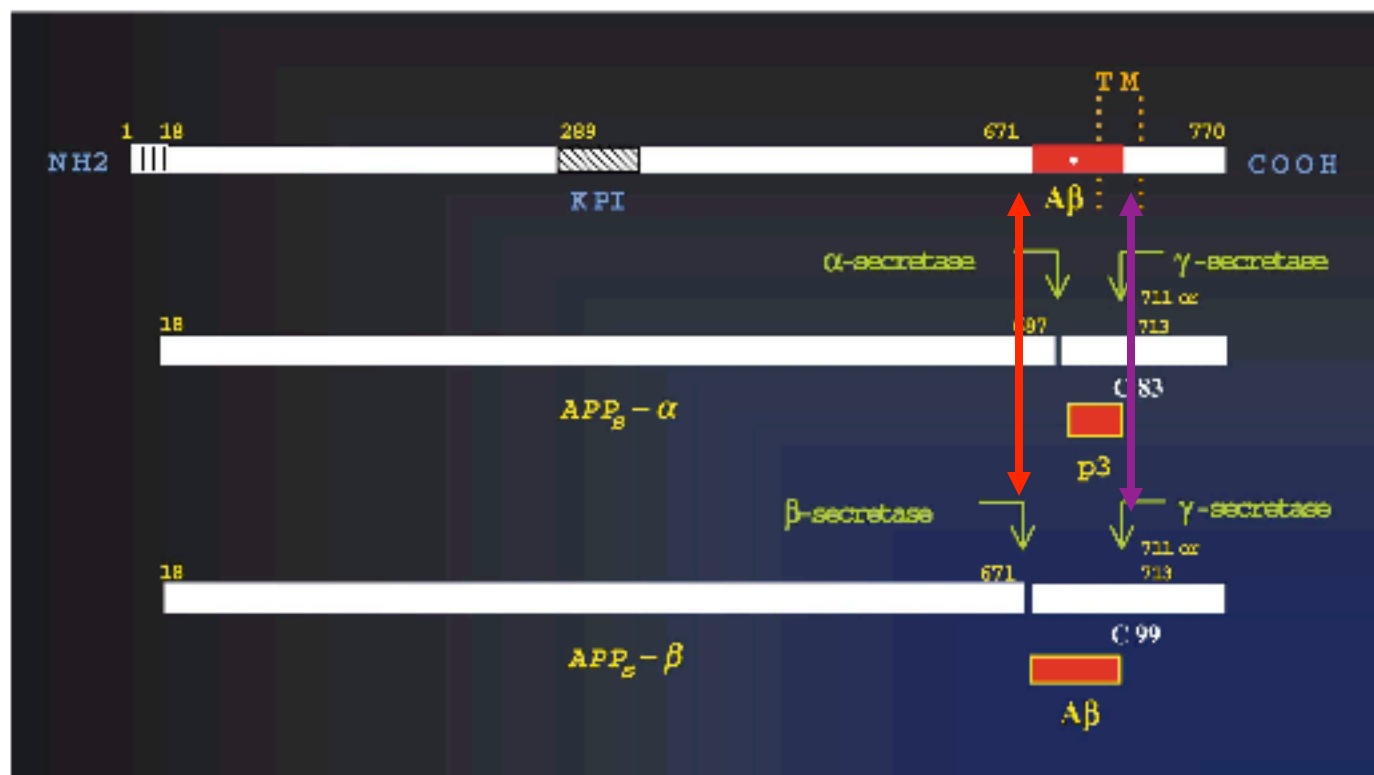 T M
1 18 289 671 770
NH2 COOH
KPI Aβ
α-secretase γ-secretase
711 or
18 687 713
C 83
APPs-α
p3
β-secretase γ-secretase
711 or
18 671 713
C 99
APPs-β
Aβ